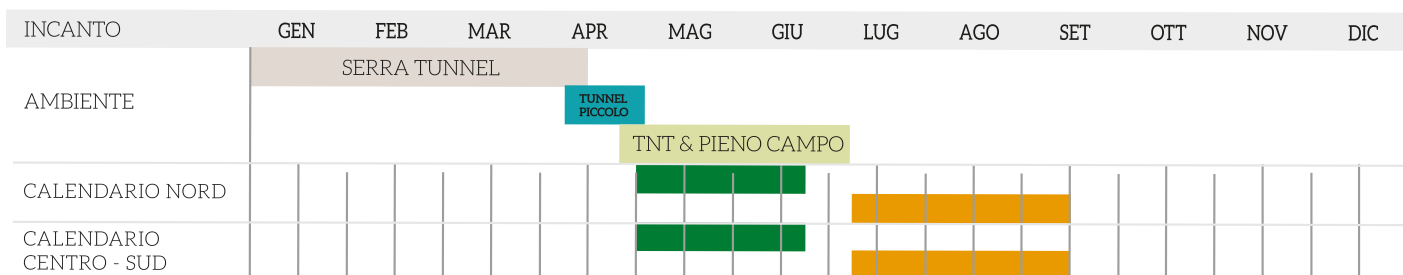 INCANTO GEN FEB MAR APR MAG GIU LUG AGO SET OTT NOV DIC
SERRA TUNNEL
AMBIENTE
TUNNEL
PICCOLO
TNT & PIENO CAMPO
CALENDARIO NORD
CALENDARIO
CENTRO - SUD